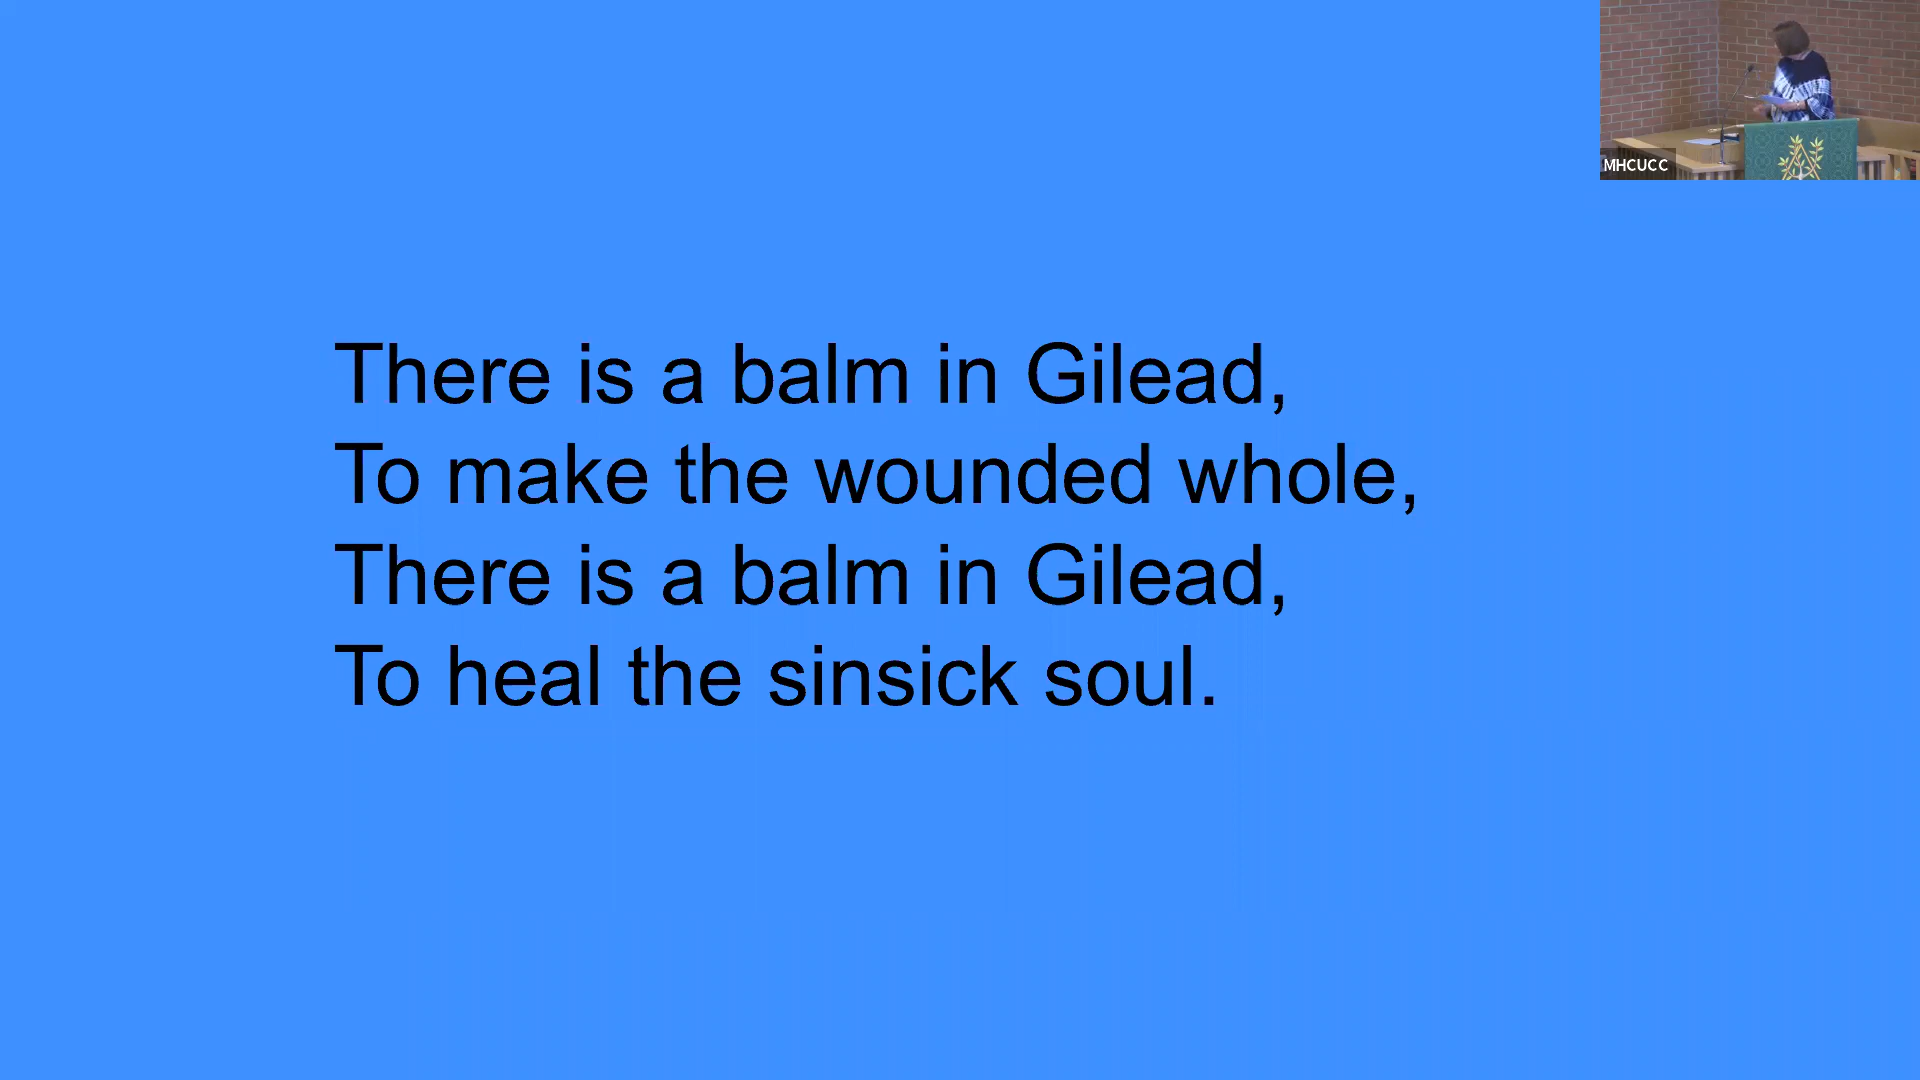 There is a balm in Gilead,
To make the wounded whole,
There is a balm in Gilead,
To heal the sinsick soul.
MHCUCC